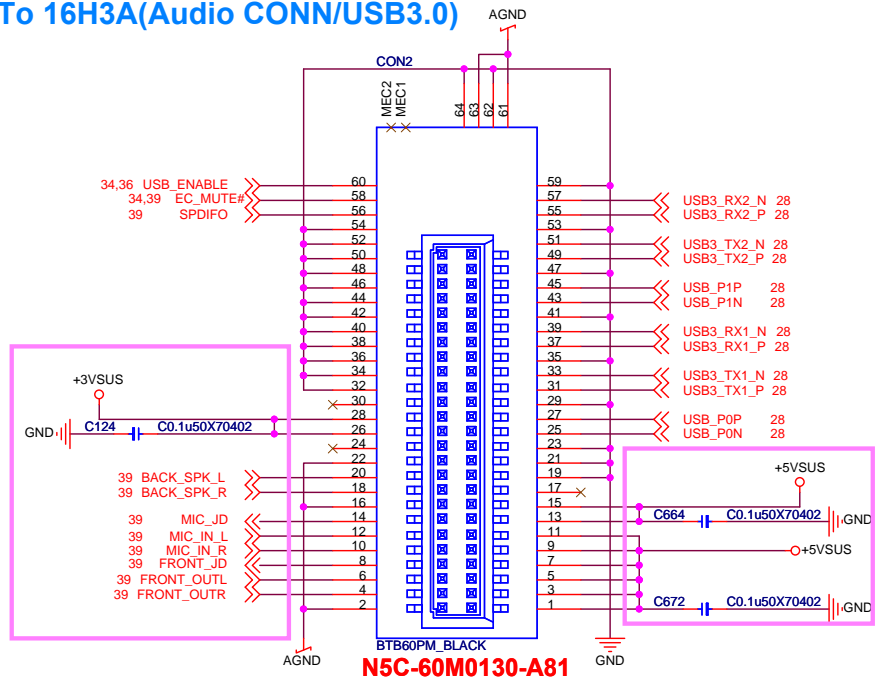 To 16H3A(Audio CONN/USB3.0)
AGND
CON2
MEC2
MEC1
64
63
62
61
34,36 USB_ENABLE 60
34,39 EC_MUTE# 58
39 SPDIFO 56
54
52
50
48
46
44
42
40
38
36
34
32
30
28
26
24
22
39 BACK_SPK_L 20
39 BACK_SPK_R 18
16
39 MIC_JD 14
39 MIC_IN_L 12
39 MIC_IN_R 10
39 FRONT_JD 8
39 FRONT_OUTL 6
39 FRONT_OUTR 4
2
+3VSUS
GND C124 C0.1u50X70402
59
57 USB3_RX2_N 28
55 USB3_RX2_P 28
53
51 USB3_TX2_N 28
49 USB3_TX2_P 28
47
45 USB_P1P 28
43 USB_P1N 28
41
39 USB3_RX1_N 28
37 USB3_RX1_P 28
35
33 USB3_TX1_N 28
31 USB3_TX1_P 28
29
27 USB_P0P 28
25 USB_P0N 28
23
21
19
17
15
13
11
9
7
5
3
1
+5VSUS
C664 C0.1u50X70402 GND
+5VSUS
C672 C0.1u50X70402 GND
BTB60PM_BLACK
AGND
N5C-60M0130-A81
GND